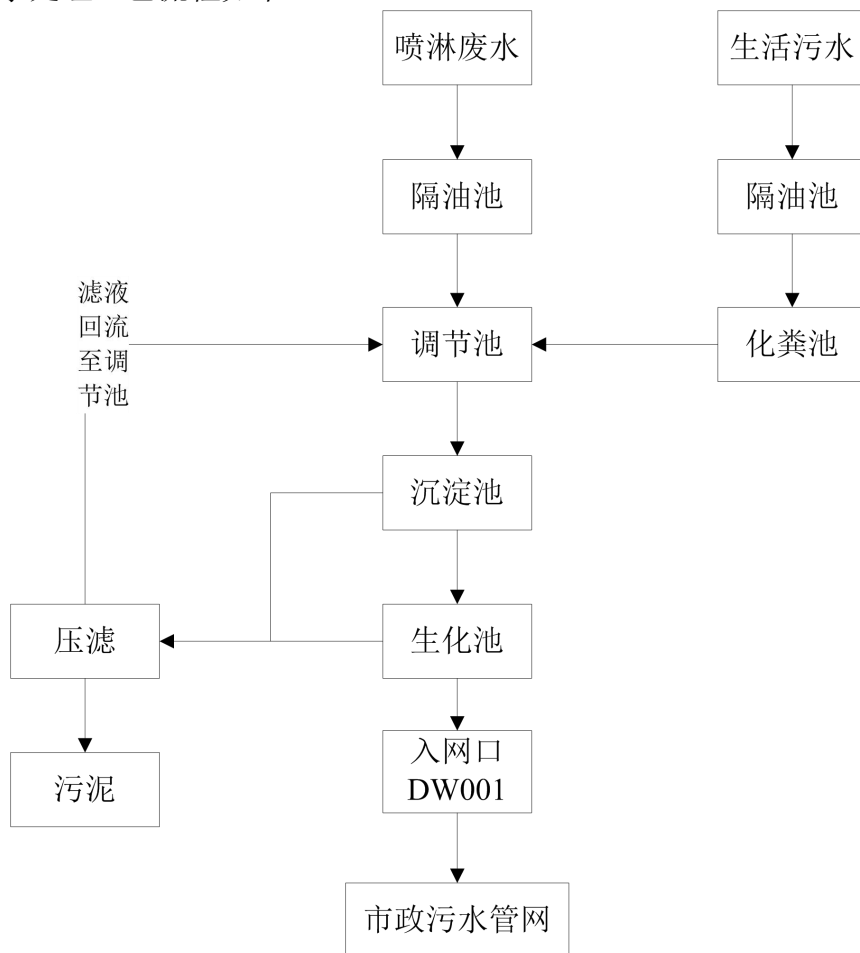 喷淋废水
生活污水
隔油池
隔油池
滤液
回流
至调
节池
调节池
化粪池
沉淀池
压滤
生化池
污泥
入网口
DW001
市政污水管网